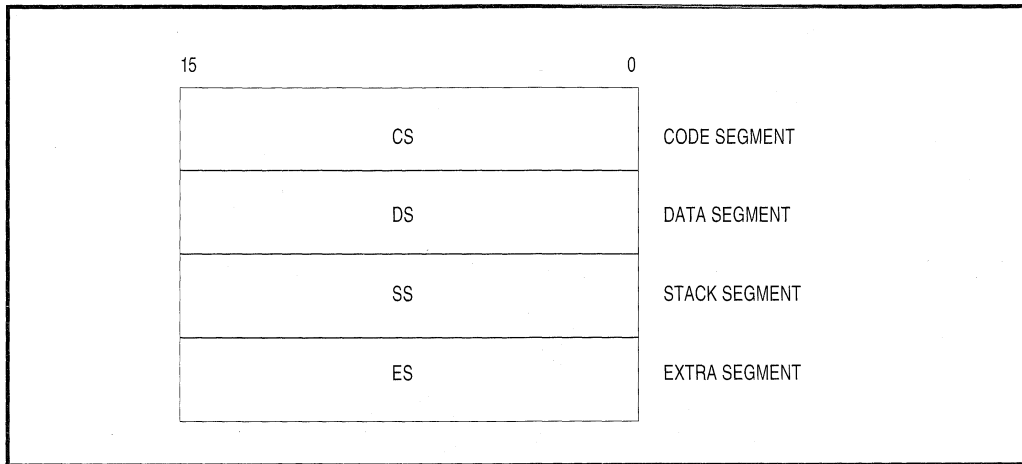 15 0
CS CODE SEGMENT
DS DATA SEGMENT
SS STACK SEGMENT
ES EXTRA SEGMENT